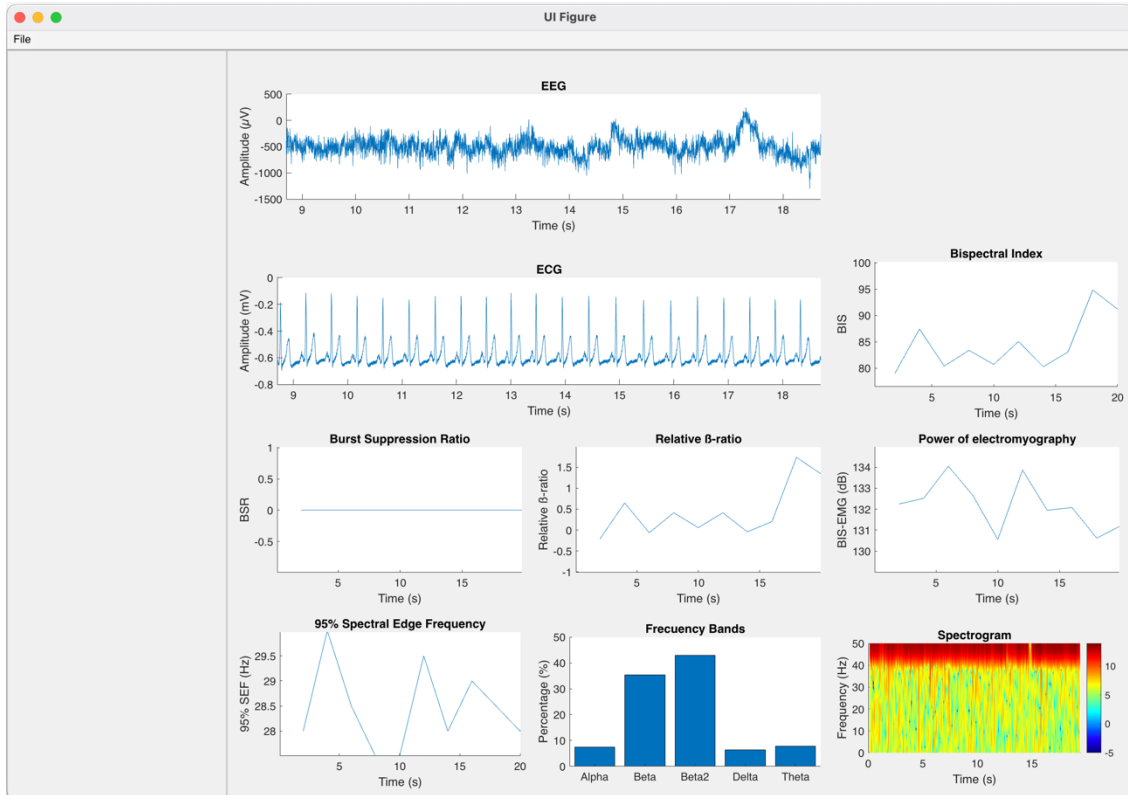 UI Figure
File
EEG
500
0
-500
-1000
-1500
Amplitude (µV)
9 10 11 12 13 14 15 16 17 18
Time (s)
ECG
0
-0.2
-0.4
-0.6
-0.8
Amplitude (mV)
9 10 11 12 13 14 15 16 17 18
Time (s)
Bispectral Index
100
95
90
85
80
BIS
5 10 15 20
Time (s)
Burst Suppression Ratio
1
0.5
0
-0.5
BSR
5 10 15
Time (s)
Relative ß-ratio
1.5
1
0.5
0
-0.5
-1
Relative ß-ratio
5 10 15
Time (s)
Power of electromyography
134
133
132
131
130
BIS-EMG (dB)
5 10 15
Time (s)
95% Spectral Edge Frequency
29.5
29
28.5
28
95% SEF (Hz)
5 10 15 20
Time (s)
Frecuency Bands
50
40
30
20
10
0
Percentage (%)
Alpha Beta Beta2 Delta Theta
Spectrogram
50
40
30
20
10
0
Frequency (Hz)
0 5 10 15
Time (s)
10
5
0
-5